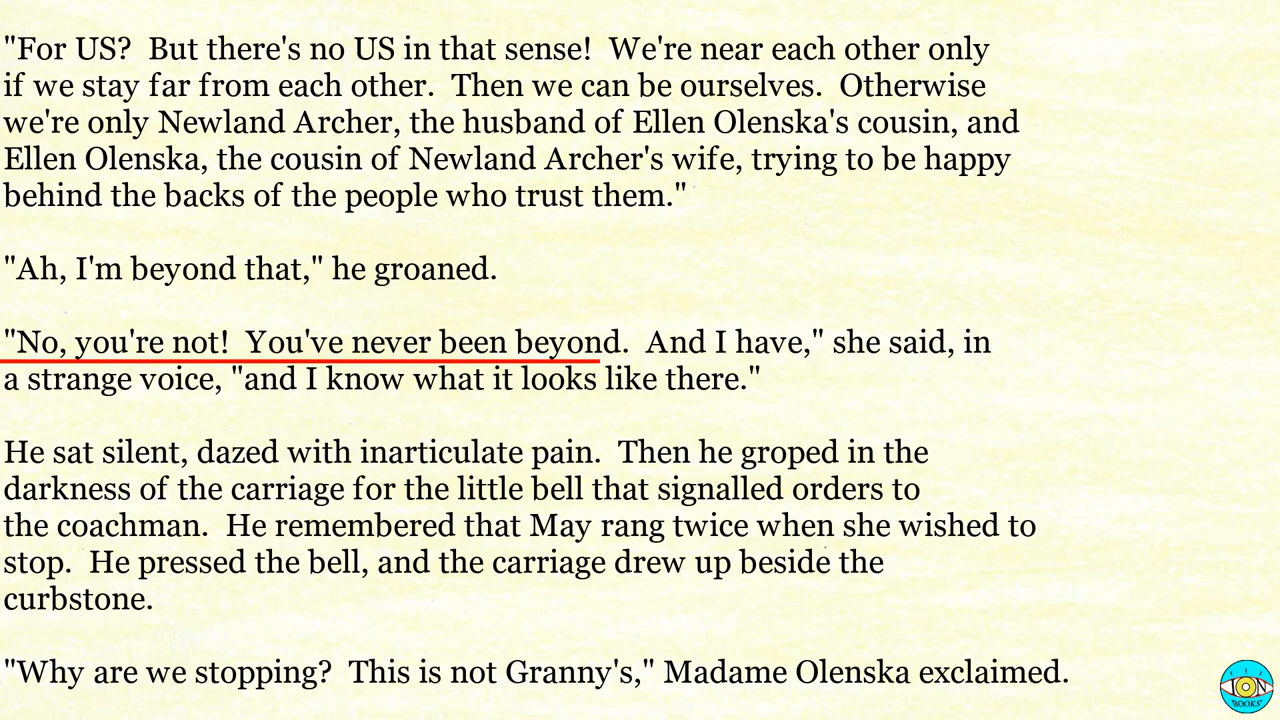 "For US?  But there's no US in that sense!  We're near each other only
if we stay far from each other.  Then we can be ourselves.  Otherwise
we're only Newland Archer, the husband of Ellen Olenska's cousin, and
Ellen Olenska, the cousin of Newland Archer's wife, trying to be happy
behind the backs of the people who trust them."
"Ah, I'm beyond that," he groaned.
"No, you're not!  You've never been beyond.  And I have," she said, in
a strange voice, "and I know what it looks like there."
He sat silent, dazed with inarticulate pain.  Then he groped in the
darkness of the carriage for the little bell that signalled orders to
the coachman.  He remembered that May rang twice when she wished to
stop.  He pressed the bell, and the carriage drew up beside the
curbstone.
"Why are we stopping?  This is not Granny's," Madame Olenska exclaimed.
ION
BOOKS